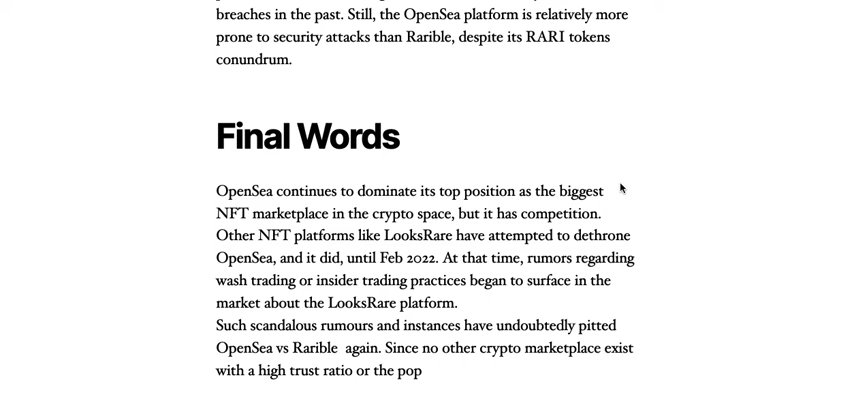 breaches in the past. Still, the OpenSea platform is relatively more
prone to security attacks than Rarible, despite its RARI tokens
conundrum.
Final Words
OpenSea continues to dominate its top position as the biggest
NFT marketplace in the crypto space, but it has competition.
Other NFT platforms like LooksRare have attempted to dethrone
OpenSea, and it did, until Feb 2022. At that time, rumors regarding
wash trading or insider trading practices began to surface in the
market about the LooksRare platform.
Such scandalous rumours and instances have undoubtedly pitted
OpenSea vs Rarible  again. Since no other crypto marketplace exist
with a high trust ratio or the pop